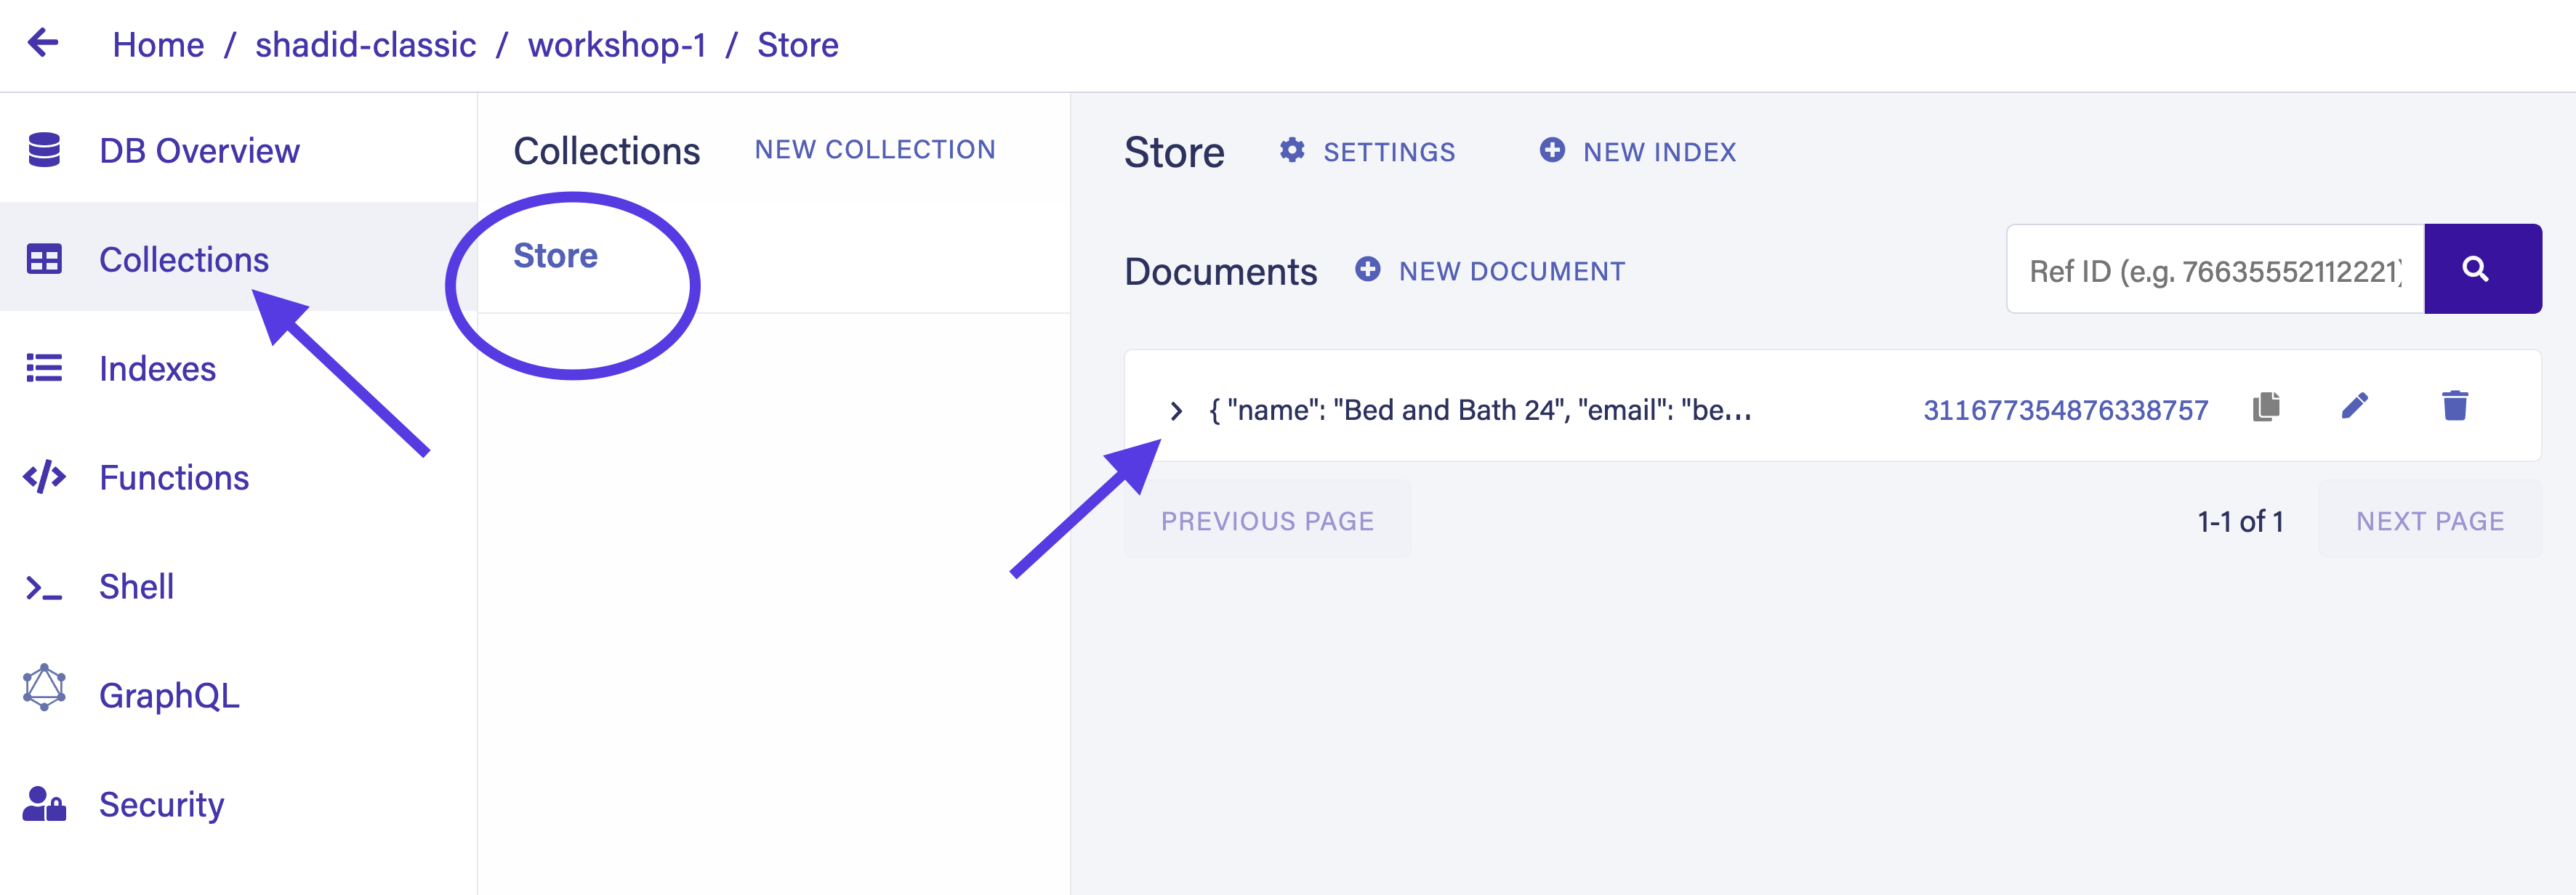 Home / shadid-classic / workshop-1 / Store
DB Overview
Collections
Indexes
Functions
Shell
GraphQL
Security
Collections NEW COLLECTION
Store
Store SETTINGS NEW INDEX
Documents NEW DOCUMENT
Ref ID (e.g. 76635552112221)
{ "name": "Bed and Bath 24", "email": "be... 311677354876338757
PREVIOUS PAGE 1-1 of 1 NEXT PAGE